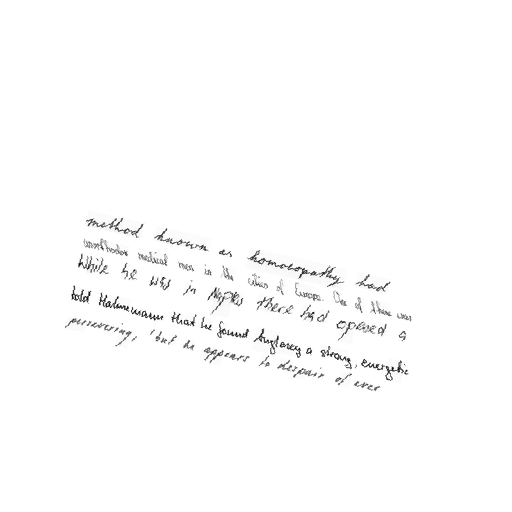 method known as homoeopathy had
unorthodox medical men in the cities of Europe. One of these was
While he was in Naples there had opened a
told Hahnemann that he found a strong, energetic
persevering, 'but he appears to despair of ever